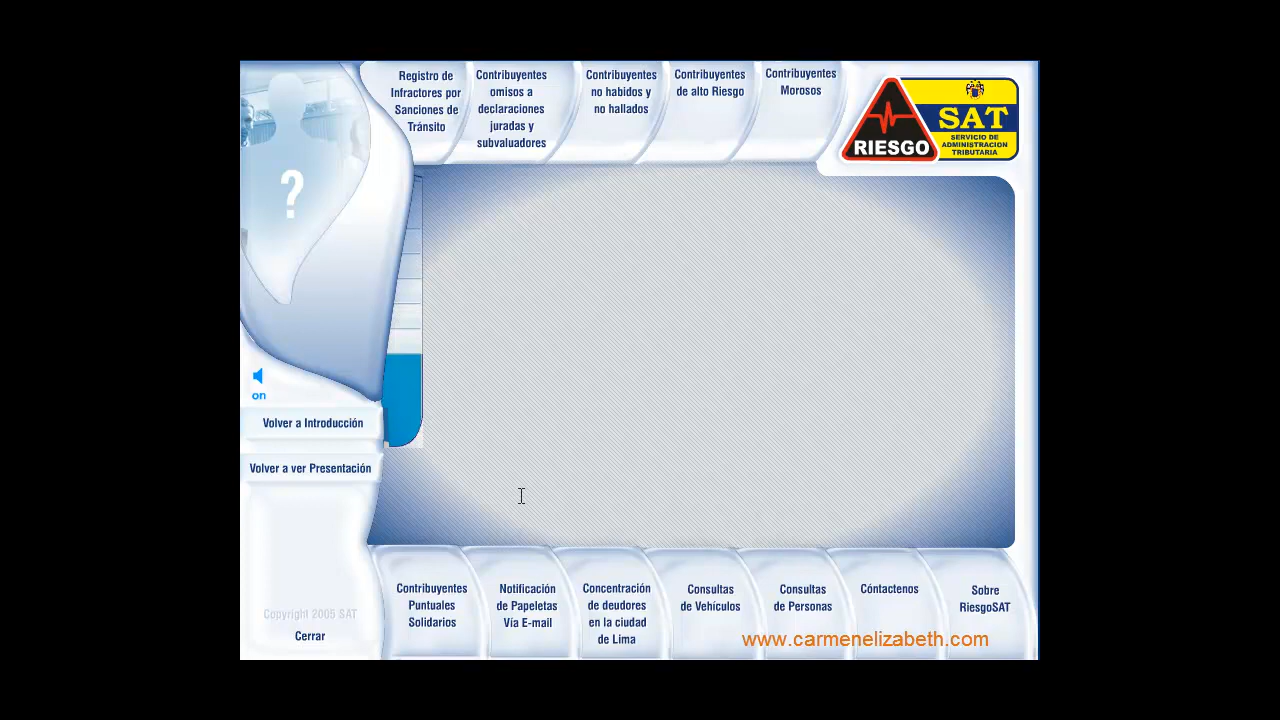 Registro de
Infractores por
Sanciones de
Tránsito
Contribuyentes
omisos a
declaraciones
juradas y
subvaluadores
Contribuyentes
no habidos y
no hallados
Contribuyentes
de alto Riesgo
Contribuyentes
Morosos
RIESGO
SAT
SERVICIO DE
ADMINISTRACION
TRIBUTARIA
?
on
Volver a Introducción
Volver a ver Presentación
Copyright 2005 SAT
Cerrar
Contribuyentes
Puntuales
Solidarios
Notificación
de Papeletas
Vía E-mail
Concentración
de deudores
en la ciudad
de Lima
Consultas
de Vehículos
Consultas
de Personas
Cóntactenos
Sobre
RiesgoSAT
www.carmenelizabeth.com